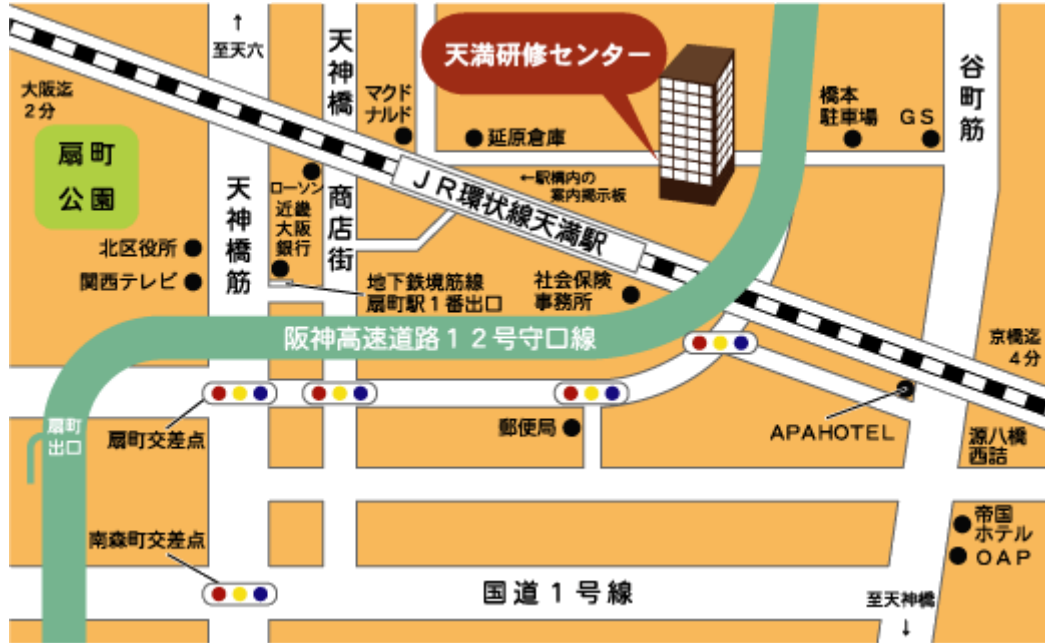 ↑
至天六
天神橋
商店街
天満研修センター
谷町筋
大阪迄
2分
マクド
ナルド
延原倉庫
橋本
駐車場
GS
扇町
公園
天神橋筋
ローソン
近畿
大阪
銀行
JR環状線天満駅
←駅構内の
案内掲示板
北区役所
関西テレビ
地下鉄境筋線
扇町駅1番出口
社会保険
事務所
阪神高速道路12号守口線
京橋迄
4分
扇町
出口
扇町交差点
郵便局
APAHOTEL
源八橋
西詰
南森町交差点
帝国
ホテル
OAP
国道1号線
至天神橋
↓